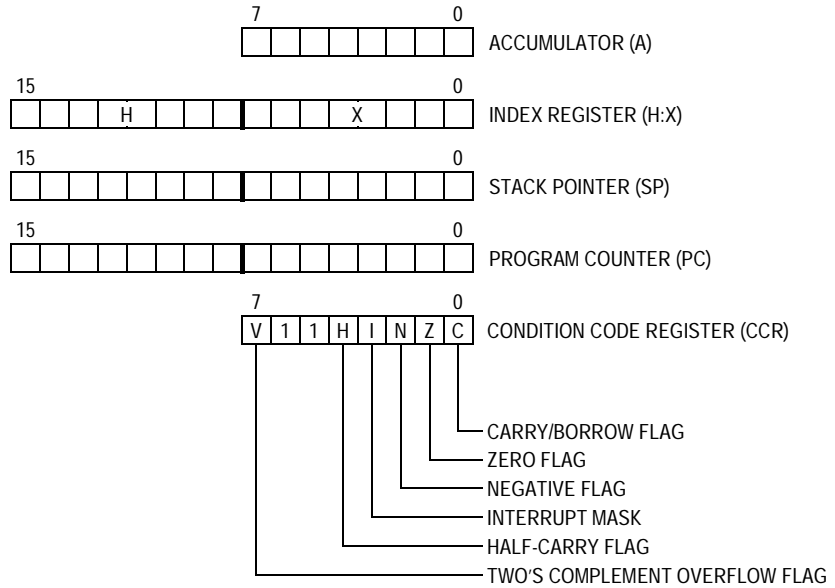 7 0
ACCUMULATOR (A)
15 0
H X INDEX REGISTER (H:X)
15 0
STACK POINTER (SP)
15 0
PROGRAM COUNTER (PC)
7 0
V 1 1 H I N Z C CONDITION CODE REGISTER (CCR)
CARRY/BORROW FLAG
ZERO FLAG
NEGATIVE FLAG
INTERRUPT MASK
HALF-CARRY FLAG
TWO'S COMPLEMENT OVERFLOW FLAG